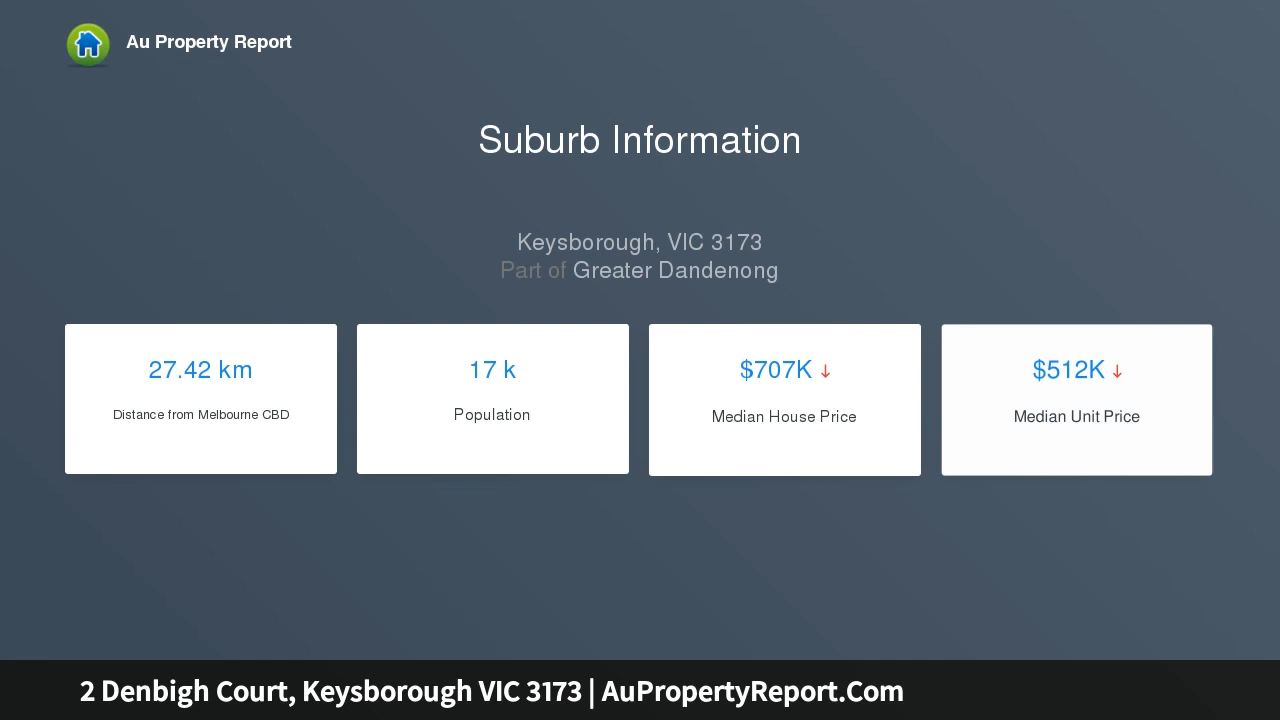 Au Property Report
Suburb Information
Keysborough, VIC 3173
Part of Greater Dandenong
27.42 km
Distance from Melbourne CBD
17 k
Population
$707K ↓
Median House Price
$512K ↓
Median Unit Price
2 Denbigh Court, Keysborough VIC 3173 | AuPropertyReport.Com